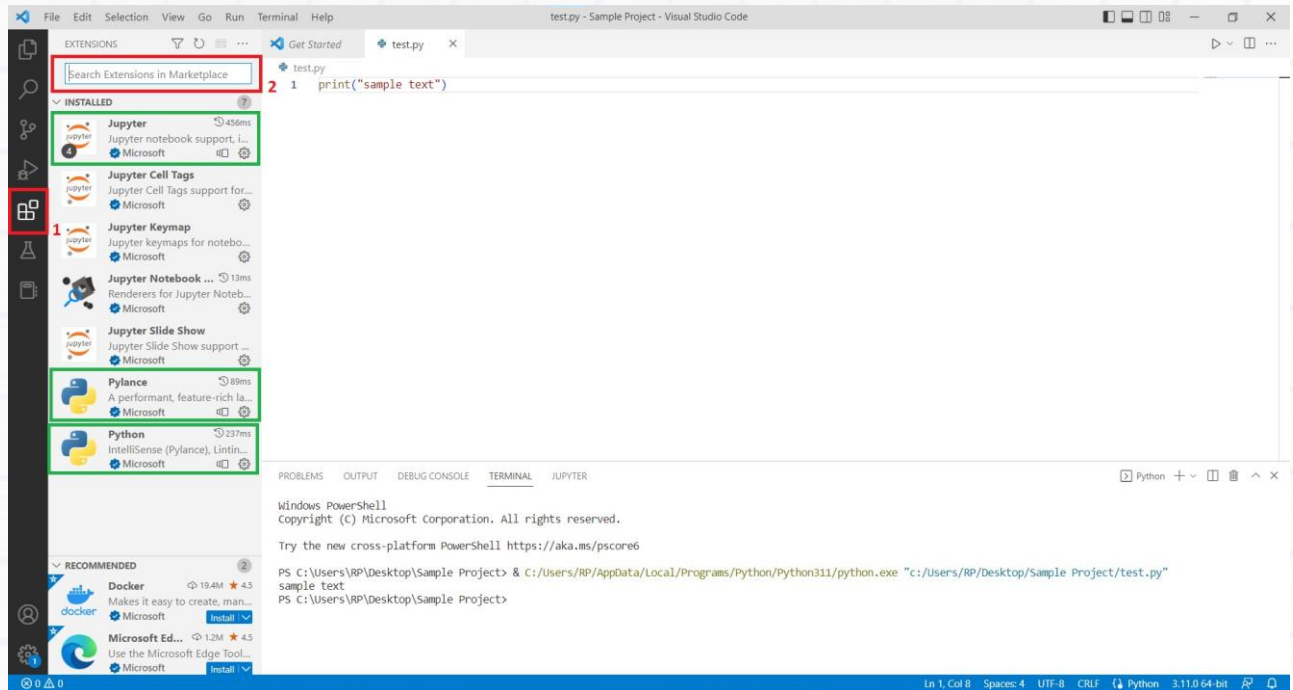 File Edit Selection View Go Run Terminal Help
test.py - Sample Project - Visual Studio Code
EXTENSIONS
Search Extensions in Marketplace
INSTALLED 7
Jupyter 456ms
Jupyter notebook support, i...
Microsoft
4
Jupyter Cell Tags
Jupyter Cell Tags support for...
Microsoft
1
Jupyter Keymap
Jupyter keymaps for notebo...
Microsoft
Jupyter Notebook ... 13ms
Renderers for Jupyter Noteb...
Microsoft
Jupyter Slide Show
Jupyter Slide Show support ...
Microsoft
Pylance 89ms
A performant, feature-rich la...
Microsoft
Python 237ms
IntelliSense (Pylance), Lintin...
Microsoft
RECOMMENDED 2
Docker 19.4M 4.5
Makes it easy to create, man...
docker
Microsoft Install
Microsoft Ed... 1.2M 4.5
Use the Microsoft Edge Tool...
Microsoft Install
1
Get Started test.py
test.py
2
1 print("sample text")
PROBLEMS OUTPUT DEBUG CONSOLE TERMINAL JUPYTER
Python
Windows PowerShell
Copyright (C) Microsoft Corporation. All rights reserved.
Try the new cross-platform PowerShell https://aka.ms/pscore6
PS C:\Users\RP\Desktop\Sample Project> & C:/Users/RP/AppData/Local/Programs/Python/Python311/python.exe "c:/Users/RP/Desktop/Sample Project/test.py"
sample text
PS C:\Users\RP\Desktop\Sample Project>
0 0
Ln 1, Col 8 Spaces: 4 UTF-8 CRLF Python 3.11.0 64-bit